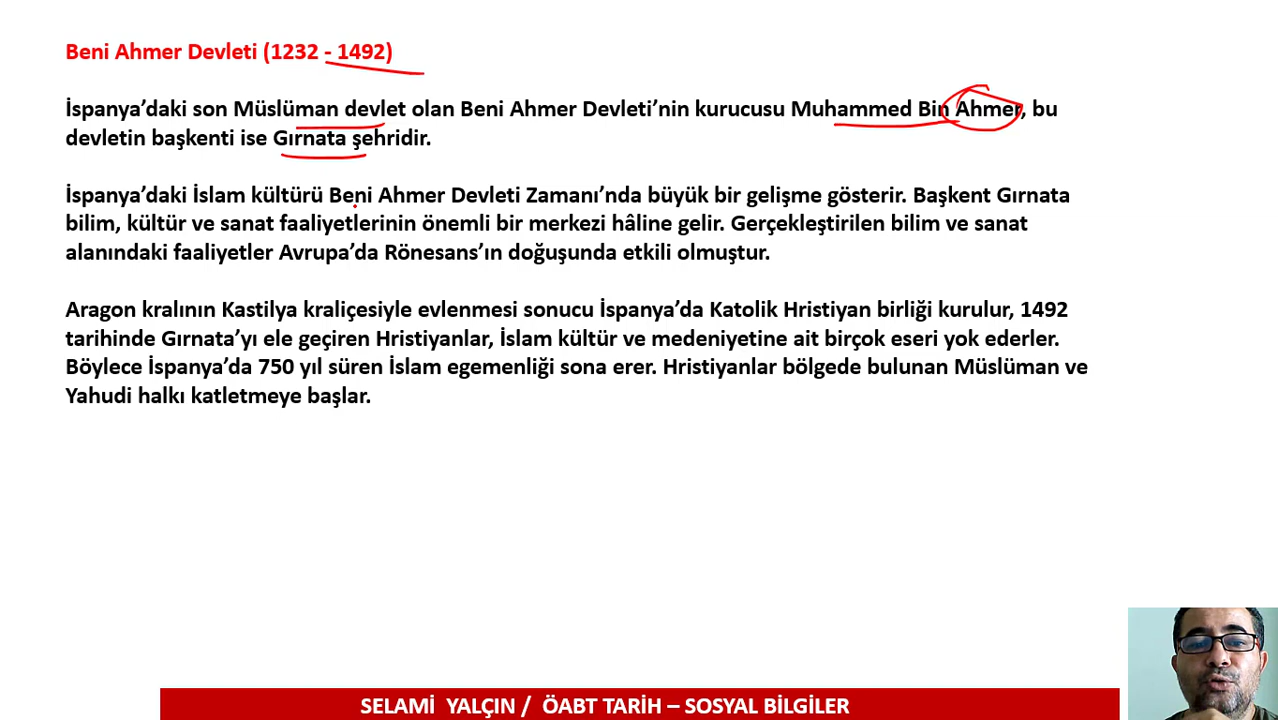 Beni Ahmer Devleti (1232 - 1492)
İspanya’daki son Müslüman devlet olan Beni Ahmer Devleti’nin kurucusu Muhammed Bin Ahmer, bu
devletin başkenti ise Gırnata şehridir.
İspanya’daki İslam kültürü Beni Ahmer Devleti Zamanı’nda büyük bir gelişme gösterir. Başkent Gırnata
bilim, kültür ve sanat faaliyetlerinin önemli bir merkezi hâline gelir. Gerçekleştirilen bilim ve sanat
alanındaki faaliyetler Avrupa’da Rönesans’ın doğuşunda etkili olmuştur.
Aragon kralının Kastilya kraliçesiyle evlenmesi sonucu İspanya’da Katolik Hristiyan birliği kurulur, 1492
tarihinde Gırnata’yı ele geçiren Hristiyanlar, İslam kültür ve medeniyetine ait birçok eseri yok ederler.
Böylece İspanya’da 750 yıl süren İslam egemenliği sona erer. Hristiyanlar bölgede bulunan Müslüman ve
Yahudi halkı katletmeye başlar.
SELAMİ YALÇIN / ÖABT TARİH – SOSYAL BİLGİLER